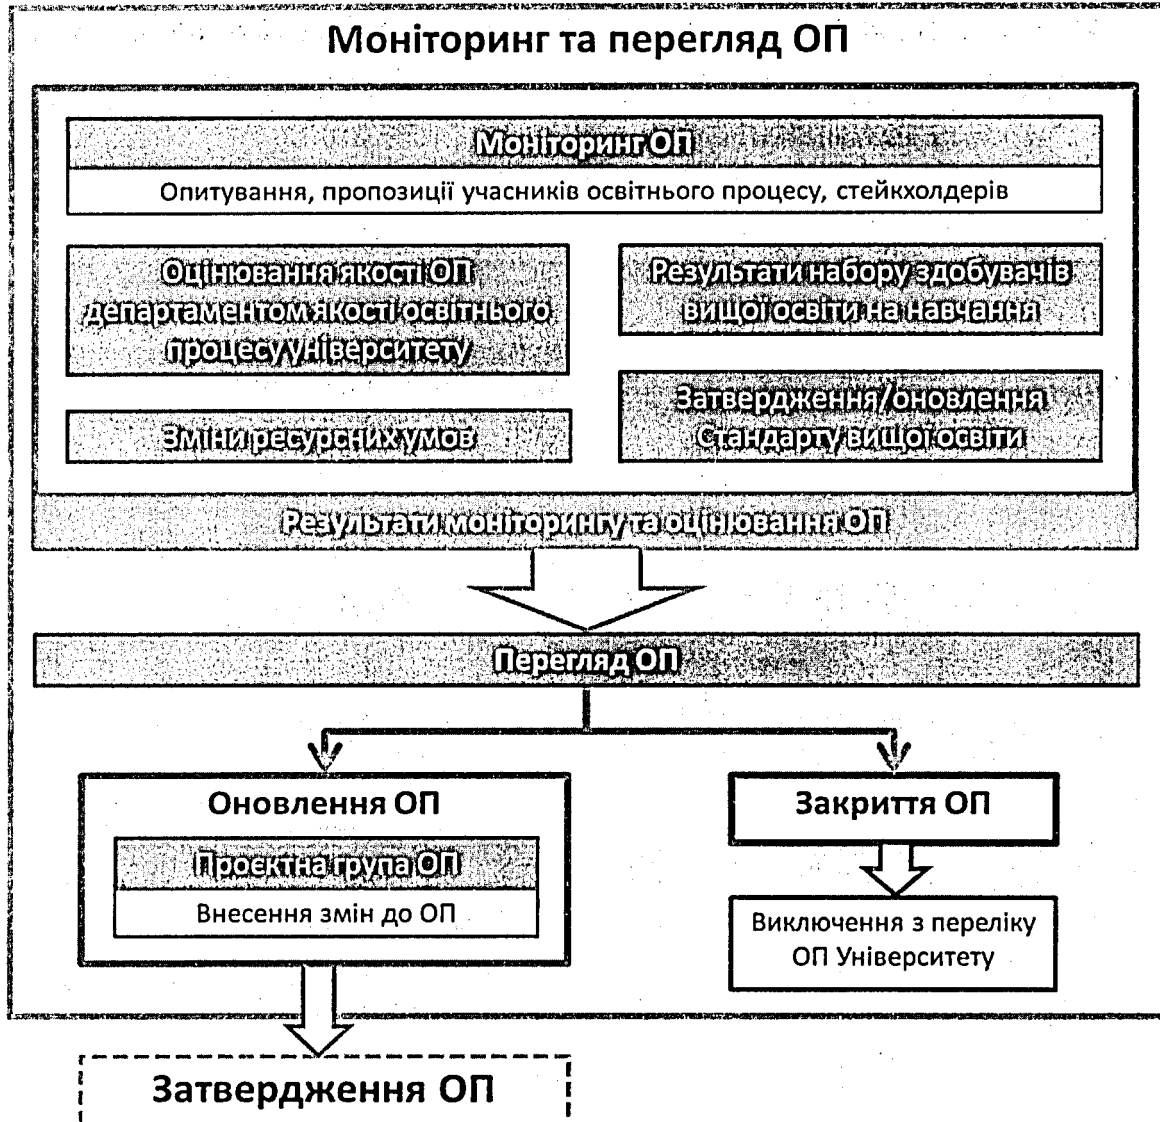 Моніторинг та перегляд ОП
Моніторинг ОП
Опитування, пропозиції учасників освітнього процесу, стейкхолдерів
Оцінювання якості ОП
департаментом якості освітнього
процесу університету
Результати набору здобувачів
вищої освіти на навчання
Зміни ресурсних умов
Затвердження/оновлення
Стандарту вищої освіти
Результати моніторингу та оцінювання ОП
Перегляд ОП
Оновлення ОП
Проєктна група ОП
Внесення змін до ОП
Закриття ОП
Виключення з переліку
ОП Університету
Затвердження ОП